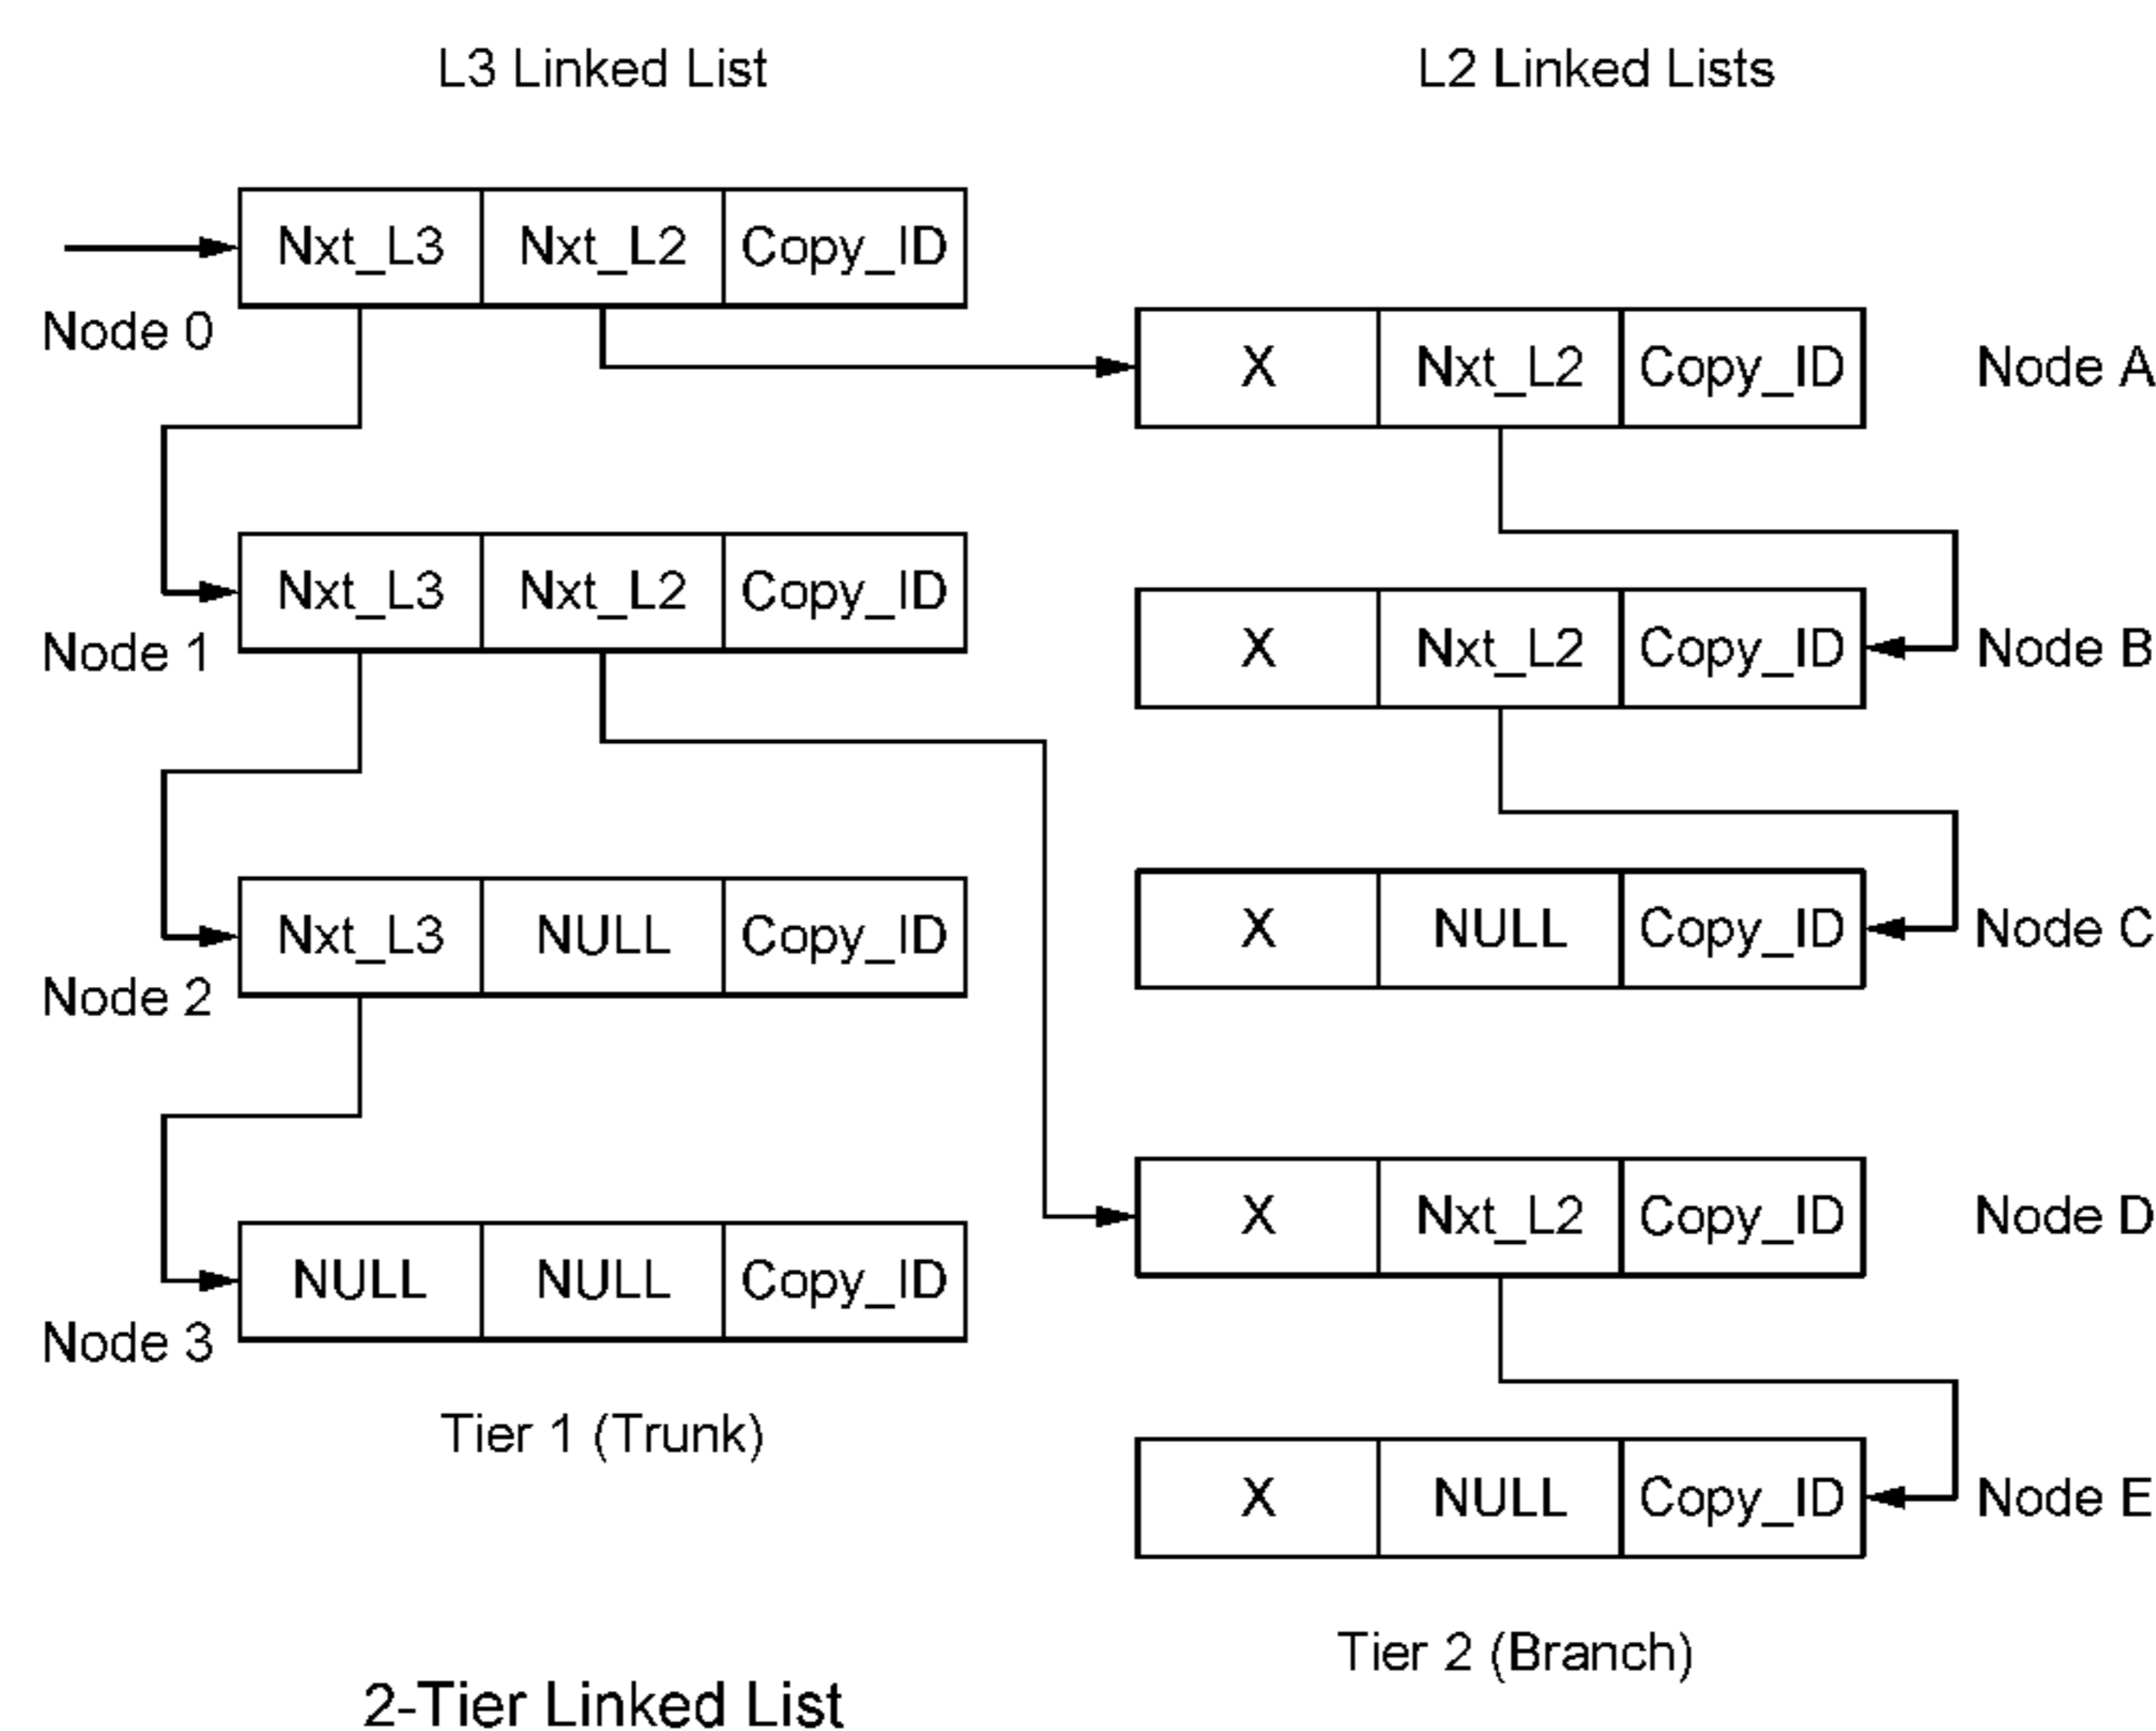 L3 Linked List
L2 Linked Lists
Nxt_L3 Nxt_L2 Copy_ID
Node 0
X Nxt_L2 Copy_ID Node A
Nxt_L3 Nxt_L2 Copy_ID
Node 1
X Nxt_L2 Copy_ID Node B
Nxt_L3 NULL Copy_ID
Node 2
X NULL Copy_ID Node C
X Nxt_L2 Copy_ID Node D
NULL NULL Copy_ID
Node 3
Tier 1 (Trunk)
X NULL Copy_ID Node E
Tier 2 (Branch)
2-Tier Linked List